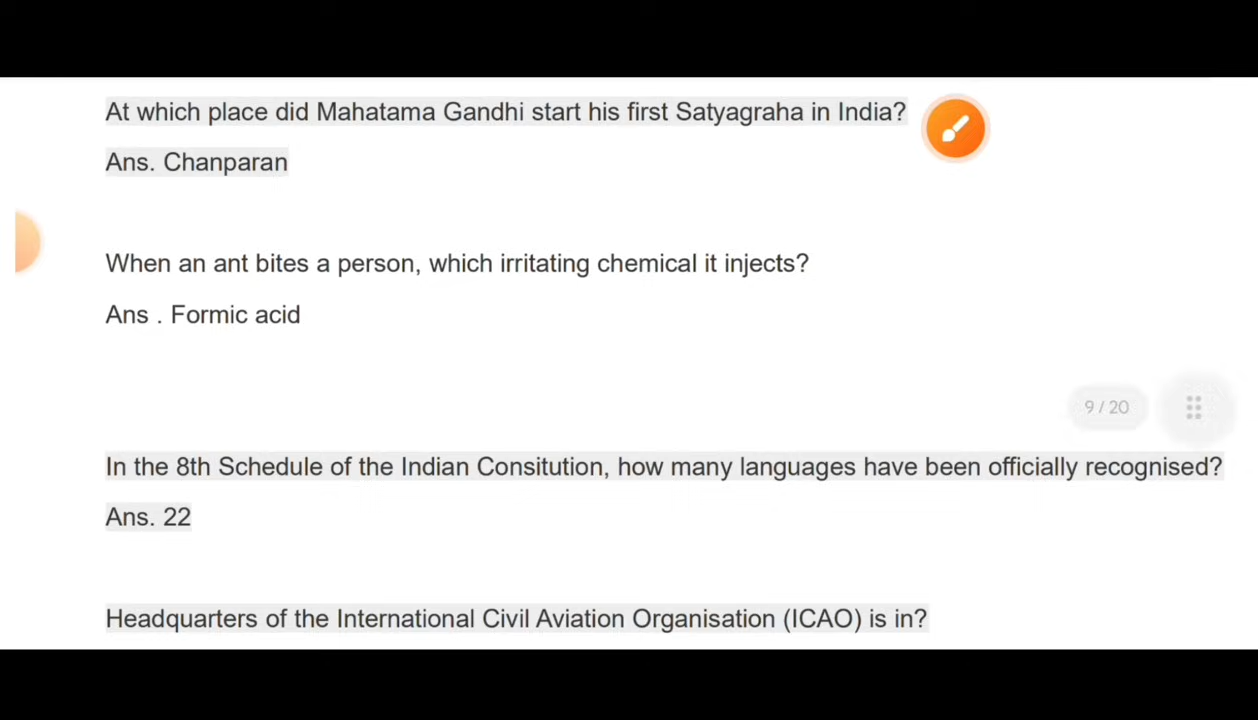 At which place did Mahatama Gandhi start his first Satyagraha in India?
Ans. Chanparan
When an ant bites a person, which irritating chemical it injects?
Ans . Formic acid
9 / 20
In the 8th Schedule of the Indian Consitution, how many languages have been officially recognised?
Ans. 22
Headquarters of the International Civil Aviation Organisation (ICAO) is in?